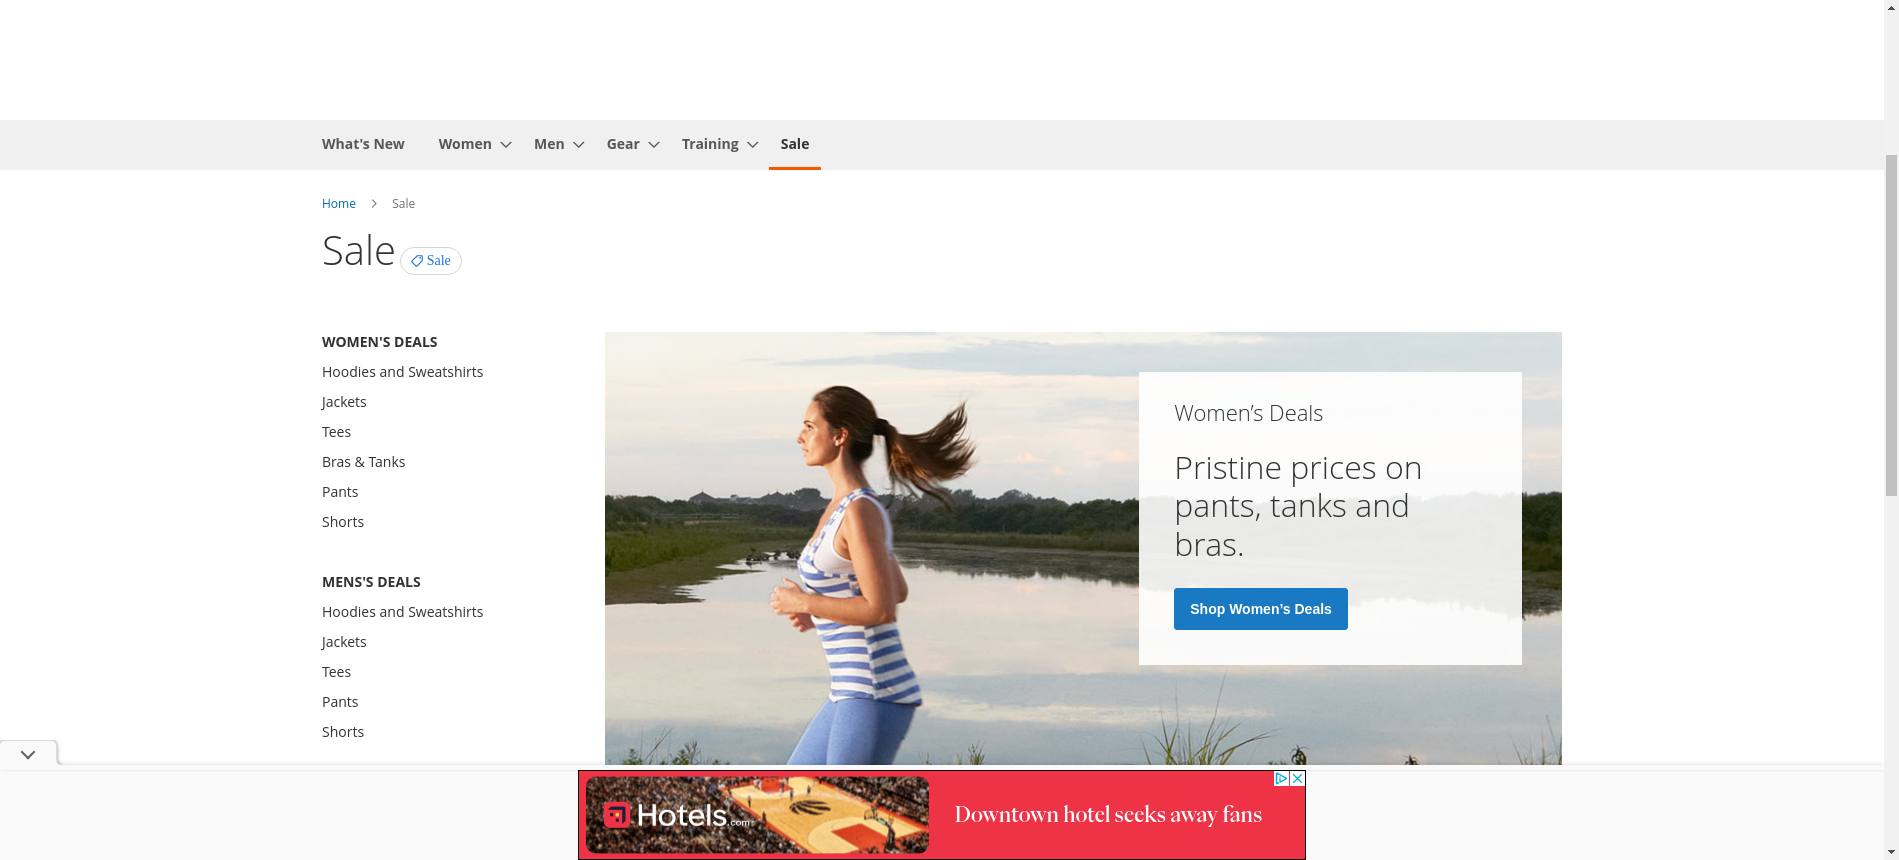 What's New Women Men Gear Training Sale
Home Sale
Sale Sale
WOMEN'S DEALS
Hoodies and Sweatshirts
Jackets
Tees
Bras & Tanks
Pants
Shorts
MENS'S DEALS
Hoodies and Sweatshirts
Jackets
Tees
Pants
Shorts
Women’s Deals
Pristine prices on
pants, tanks and
bras.
Shop Women’s Deals
Hotels.com
Downtown hotel seeks away fans